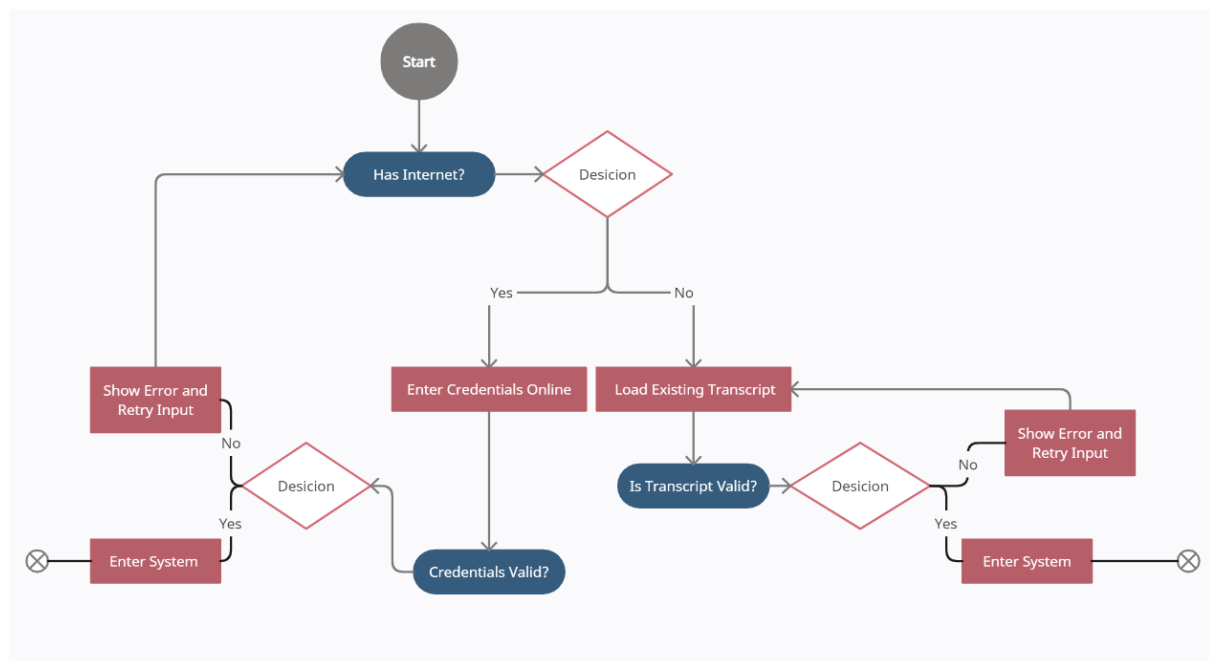 Start
Has Internet?
Desicion
Yes
No
Show Error and
Retry Input
Enter Credentials Online
Load Existing Transcript
Show Error and
Retry Input
No
Desicion
Is Transcript Valid?
Desicion
No
Yes
Yes
Enter System
Credentials Valid?
Enter System